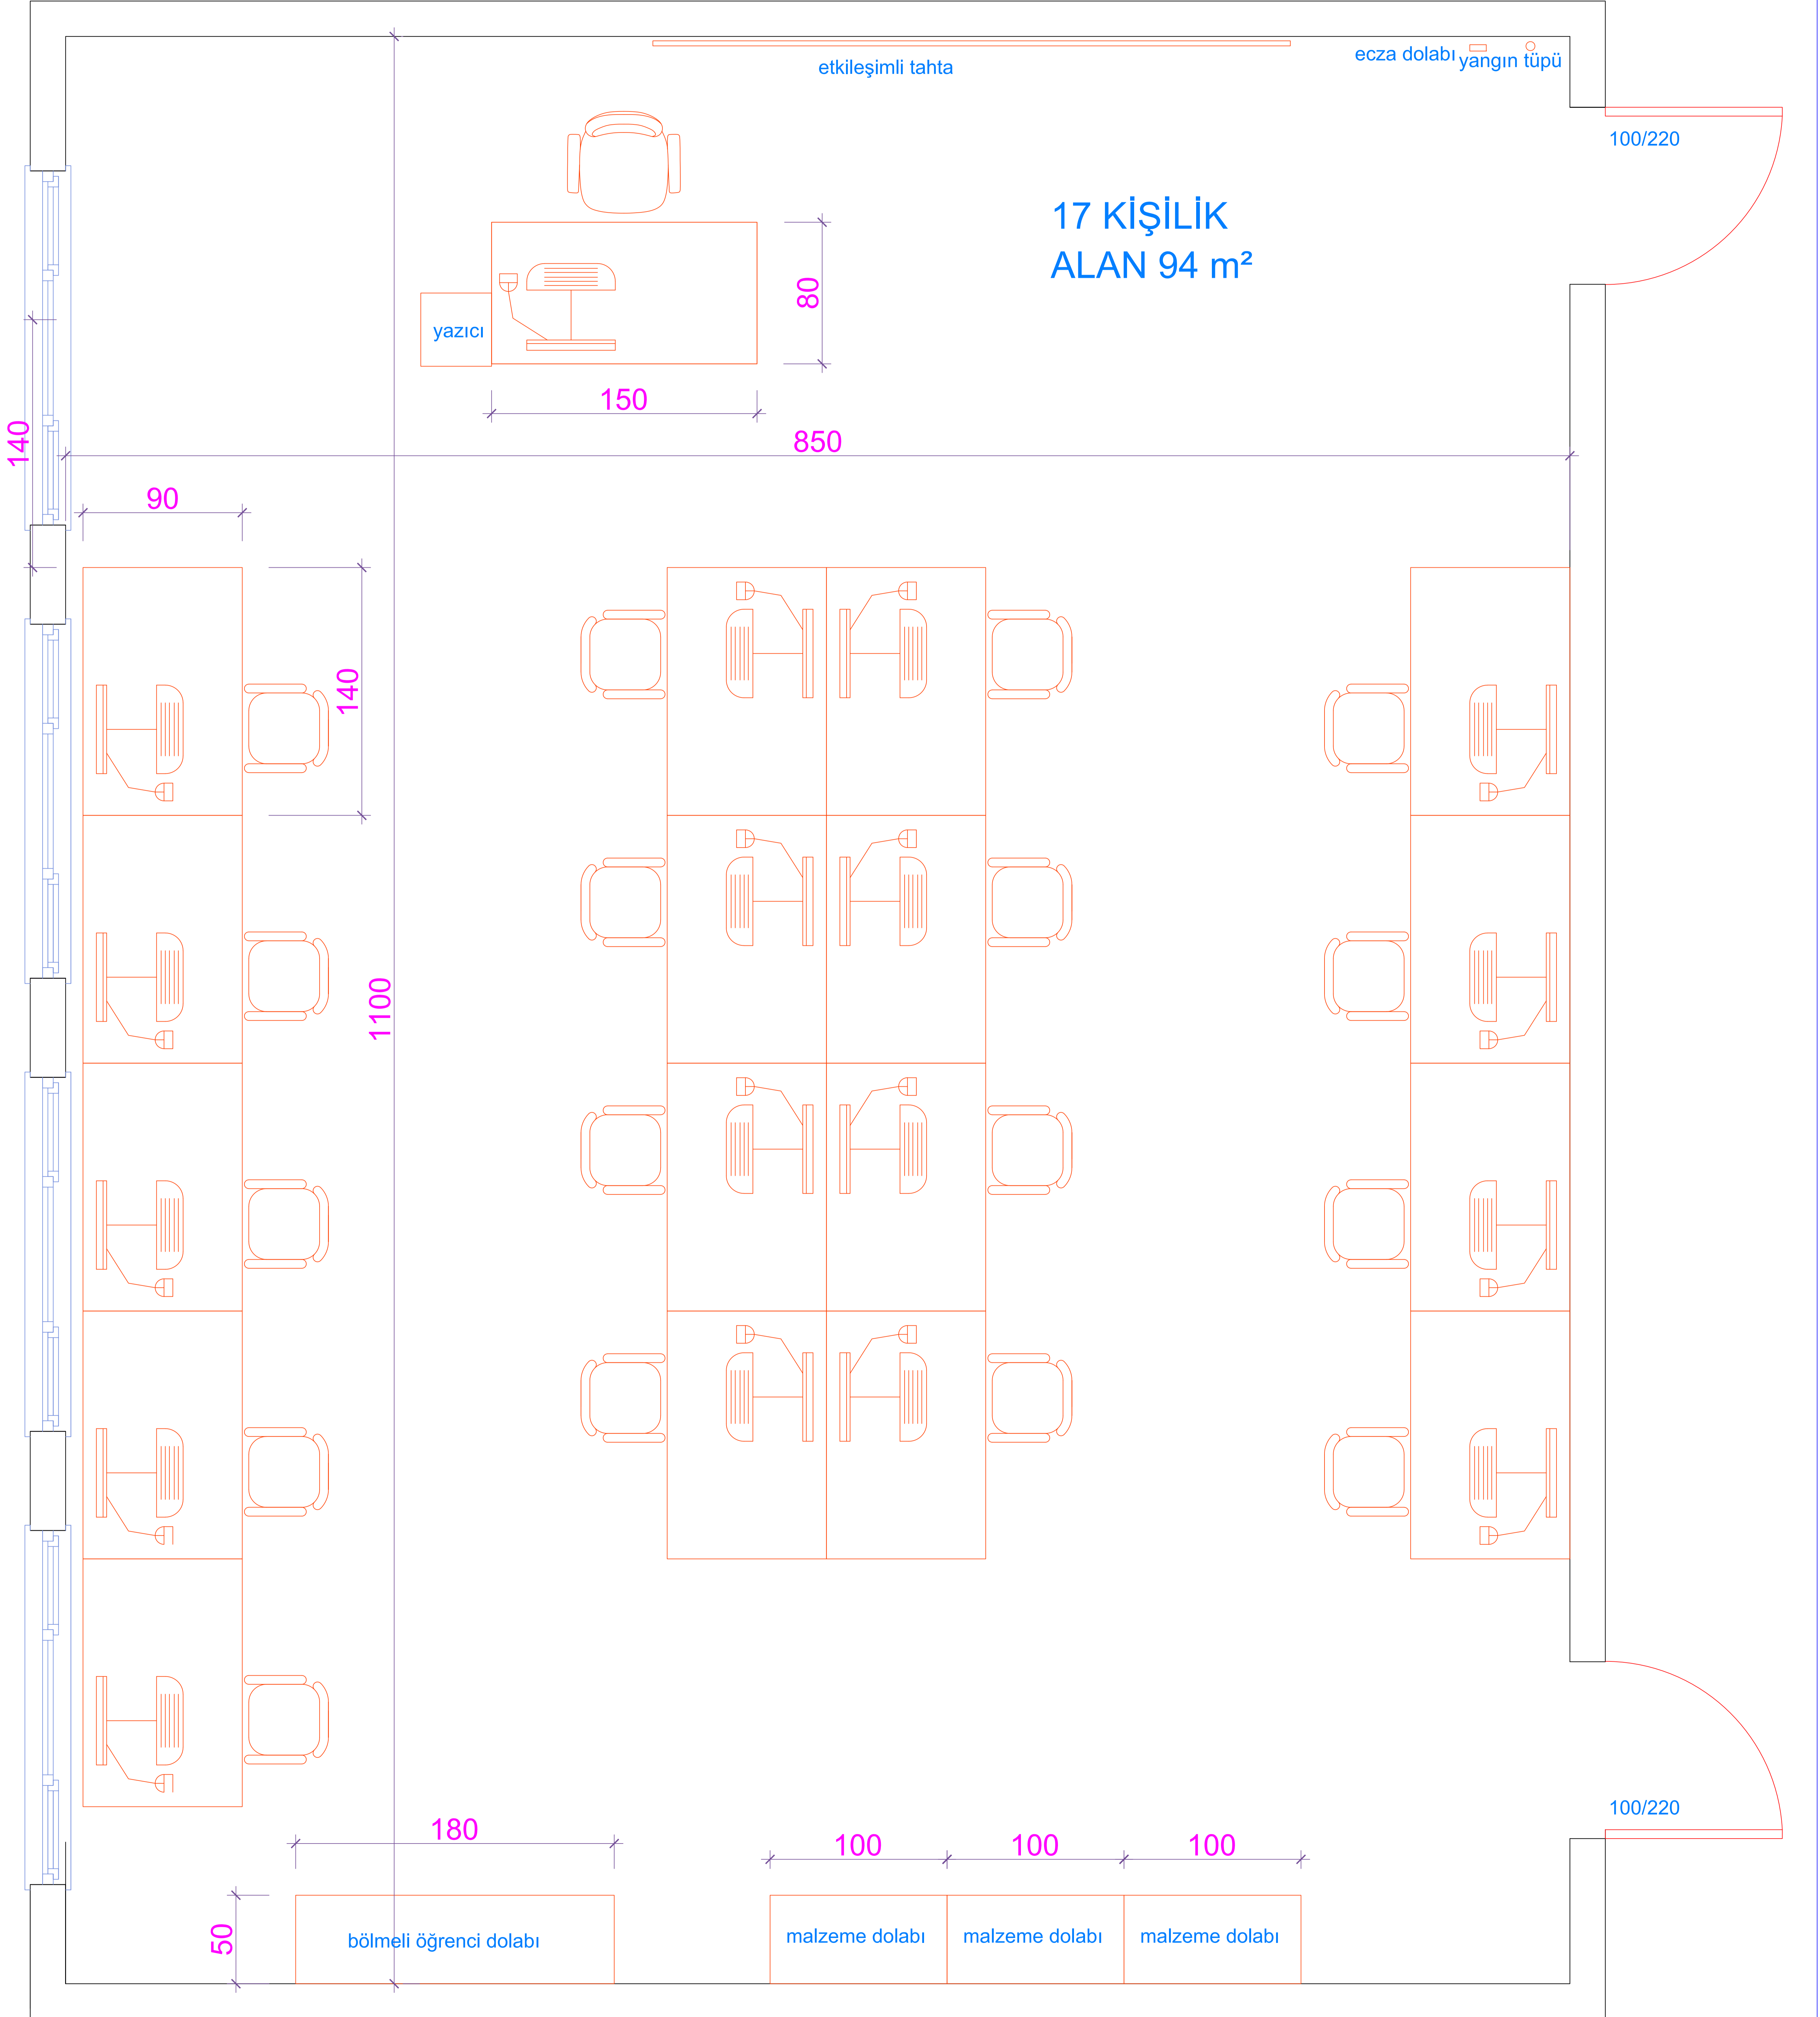 etkileşimli tahta
ecza dolabı
yangın tüpü
100/220
17 KİŞİLİK
ALAN 94 m²
80
yazıcı
150
140
850
90
140
1100
180
100
100
100
100/220
50
bölmeli öğrenci dolabı
malzeme dolabı
malzeme dolabı
malzeme dolabı